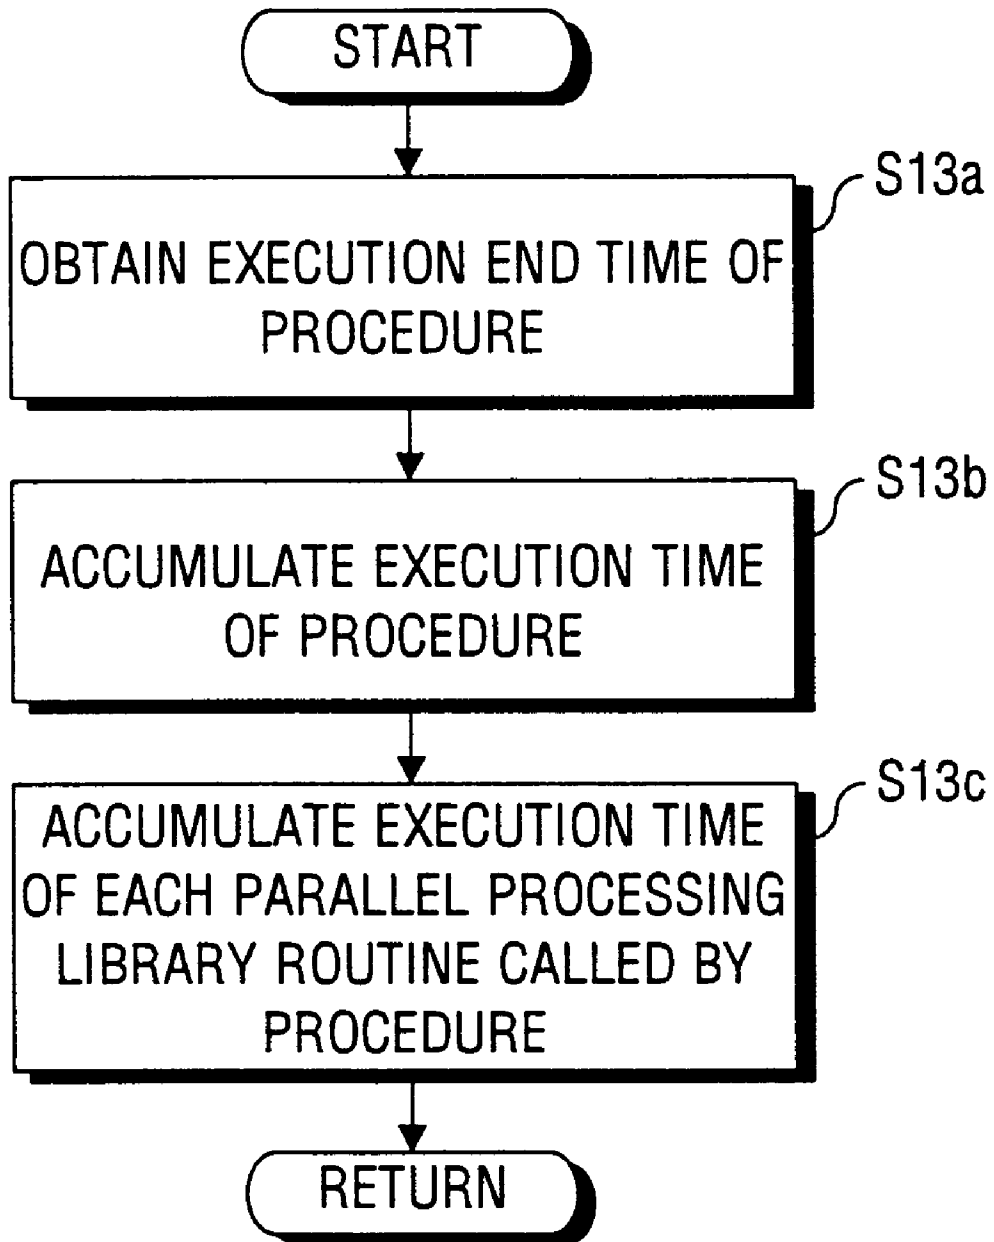 START
S13a
OBTAIN EXECUTION END TIME OF
PROCEDURE
S13b
ACCUMULATE EXECUTION TIME
OF PROCEDURE
S13c
ACCUMULATE EXECUTION TIME
OF EACH PARALLEL PROCESSING
LIBRARY ROUTINE CALLED BY
PROCEDURE
RETURN